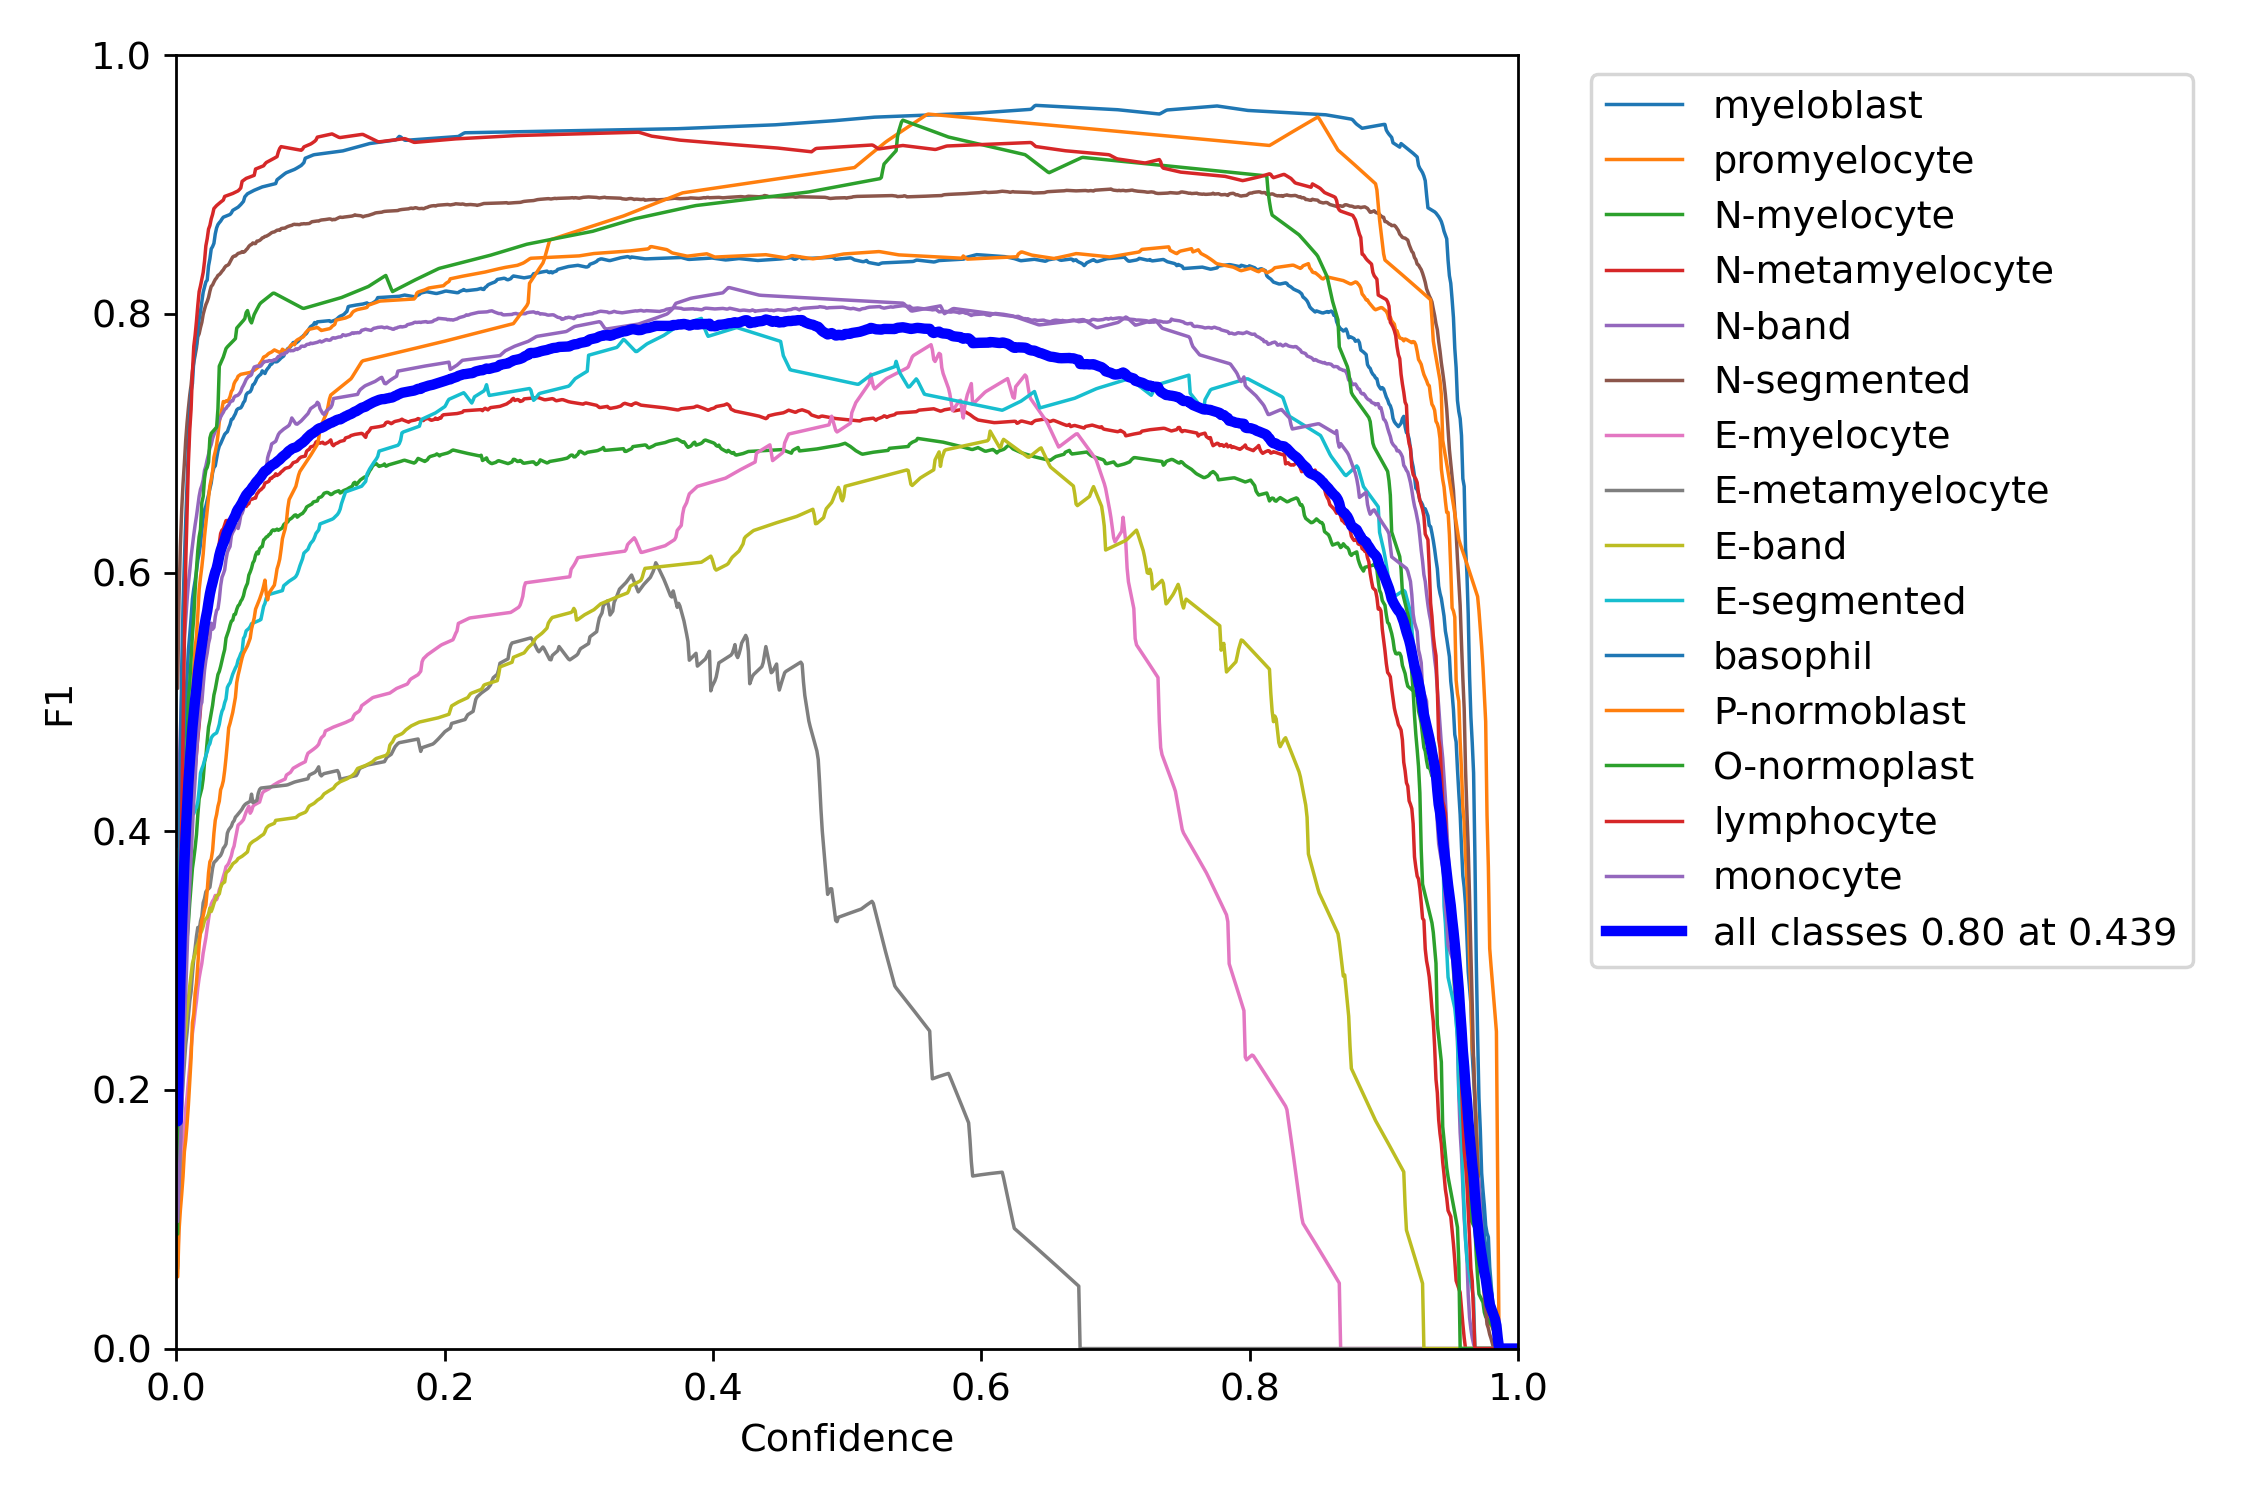 1.0
0.8
0.6
0.4
0.2
0.0
F1
0.0 0.2 0.4 0.6 0.8 1.0
Confidence
myeloblast
promyelocyte
N-myelocyte
N-metamyelocyte
N-band
N-segmented
E-myelocyte
E-metamyelocyte
E-band
E-segmented
basophil
P-normoblast
O-normoplast
lymphocyte
monocyte
all classes 0.80 at 0.439